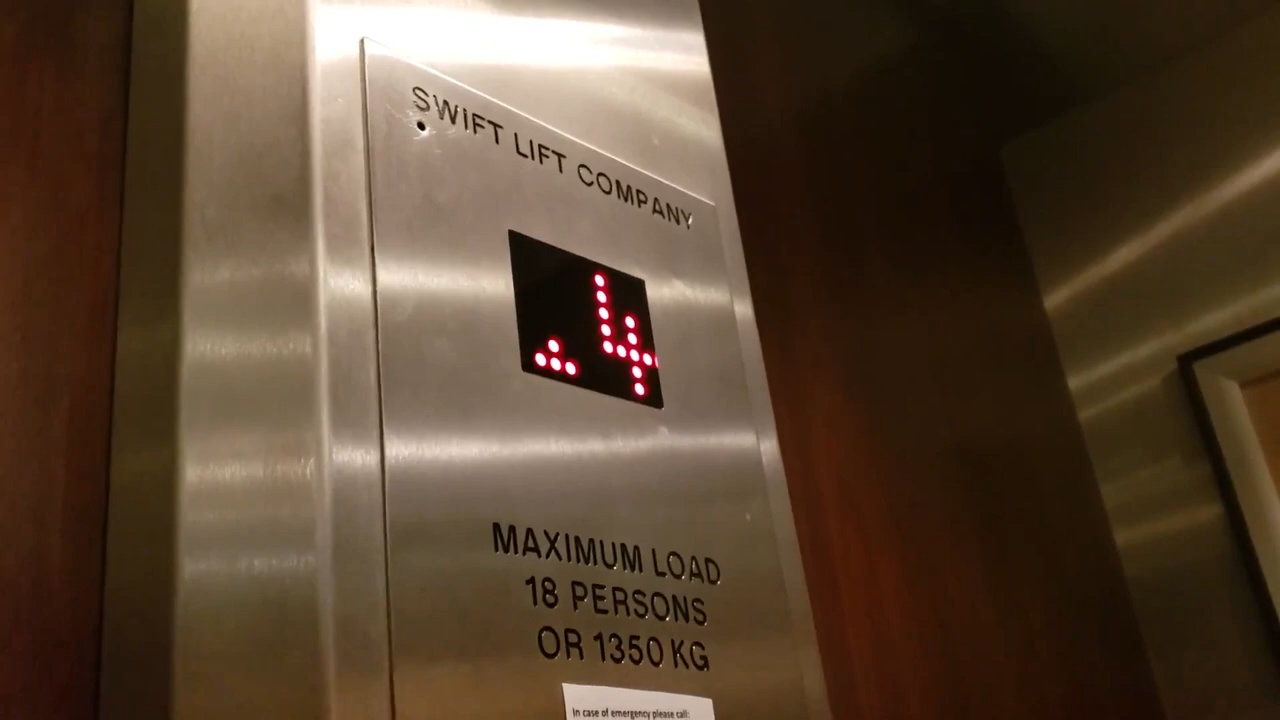 SWIFT LIFT COMPANY
4
MAXIMUM LOAD
18 PERSONS
OR 1350 KG
In case of emergency please call: